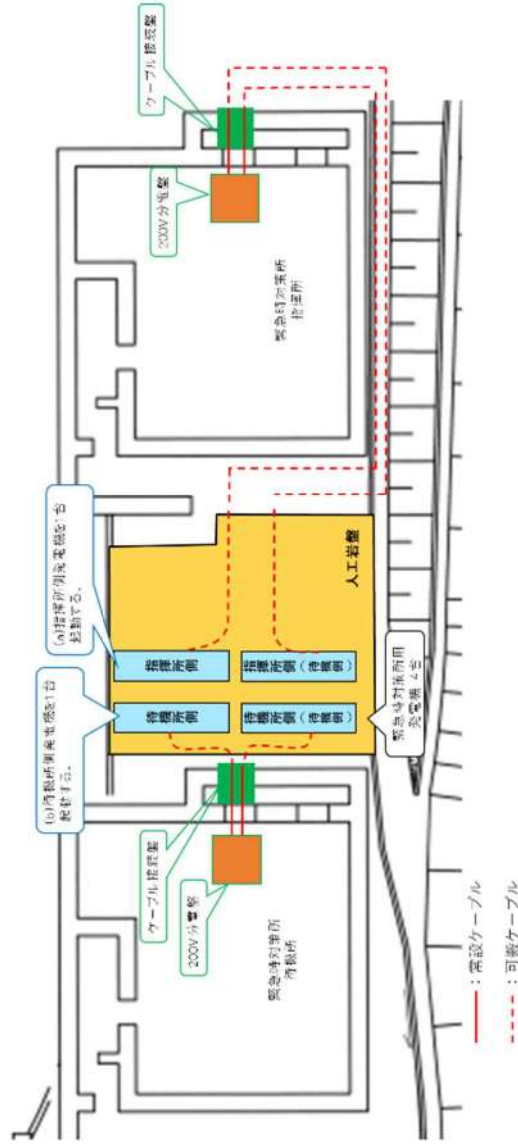 (b)待機所側発電機を1台
起動する。
(a)指揮所側発電機を1台
起動する。
ケーブル接続盤
200V分電盤
緊急時対策所
待機所
待機所側
待機所側(待機側)
指揮所側
指揮所側(待機側)
人工岩盤
緊急時対策所用
発電機 4台
ケーブル接続盤
200V分電盤
緊急時対策所
指揮所
:常設ケーブル
:可搬ケーブル